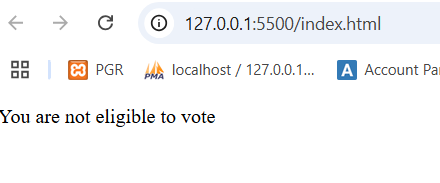 127.0.0.1:5500/index.html
PGR
PMA
localhost / 127.0.0.1...
A
Account Pa
You are not eligible to vote